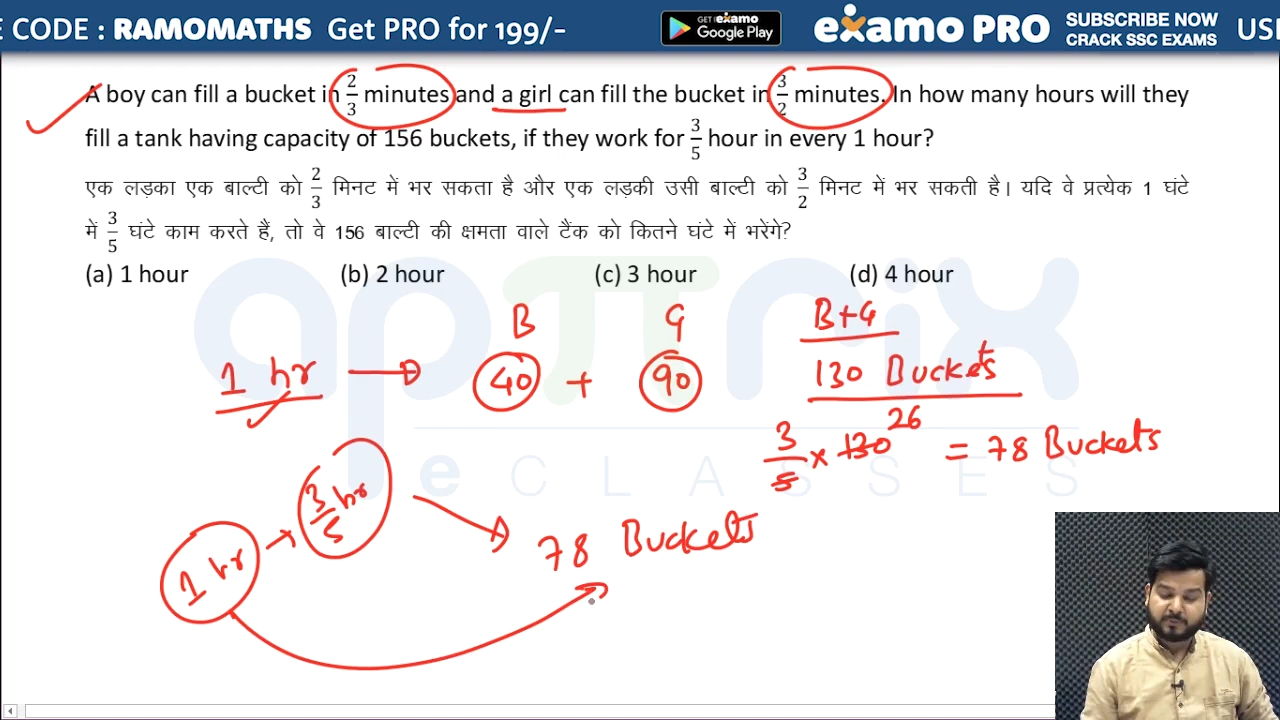 E CODE : RAMOMATHS Get PRO for 199/-
GET IT ON examo
Google Play
examo PRO
SUBSCRIBE NOW
CRACK SSC EXAMS
USE
A boy can fill a bucket in 2/3 minutes and a girl can fill the bucket in 3/2 minutes. In how many hours will they
fill a tank having capacity of 156 buckets, if they work for 3/5 hour in every 1 hour?
एक लड़का एक बाल्टी को 2/3 मिनट में भर सकता है और एक लड़की उसी बाल्टी को 3/2 मिनट में भर सकती है। यदि वे प्रत्येक 1 घंटे
में 3/5 घंटे काम करते हैं, तो वे 156 बाल्टी की क्षमता वाले टैंक को कितने घंटे में भरेंगे?
(a) 1 hour (b) 2 hour (c) 3 hour (d) 4 hour
B G B+G
1 hr → 40 + 90 130 Buckets
3/5 × 130 26 = 78 Buckets
1 hr → 3/5 hr → 78 Buckets
apπnix
e CLASSES